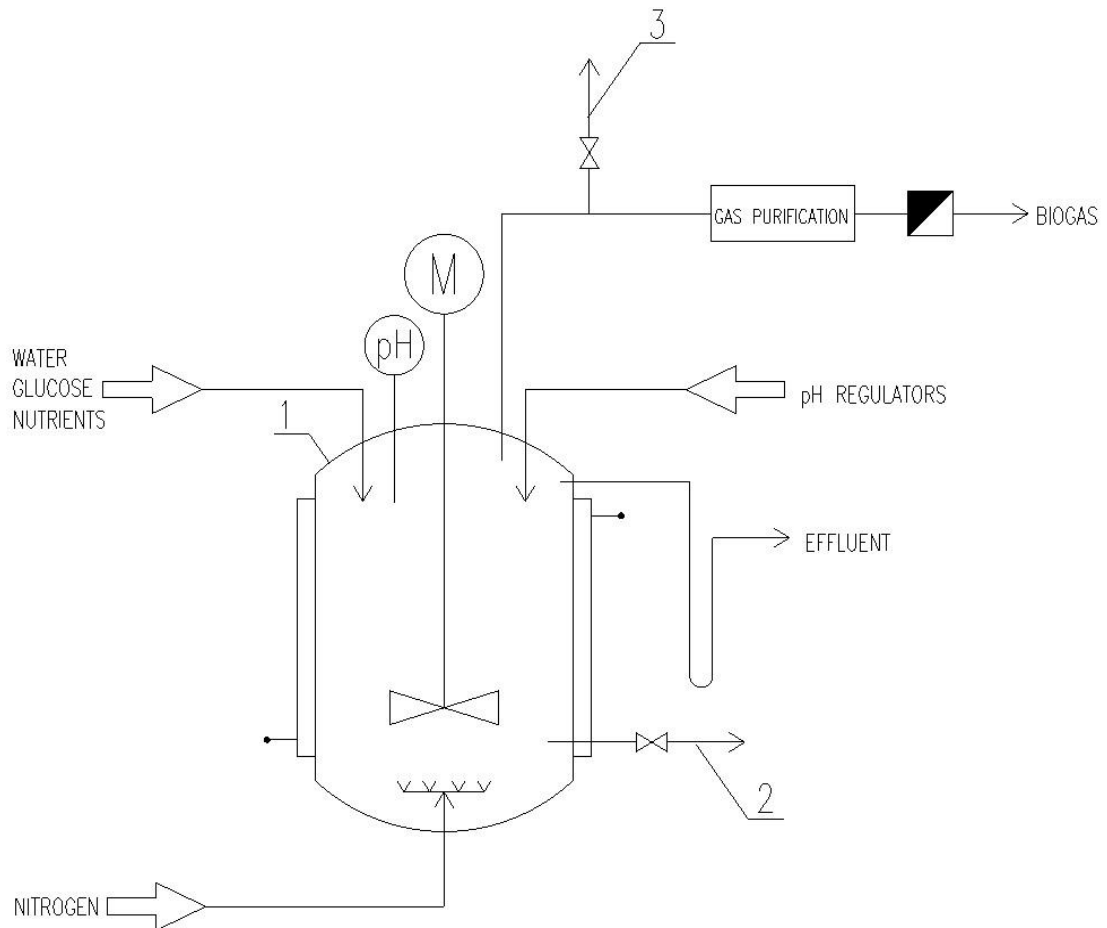 3
GAS PURIFICATION
BIOGAS
M
pH
WATER
GLUCOSE
NUTRIENTS
pH REGULATORS
1
EFFLUENT
2
NITROGEN